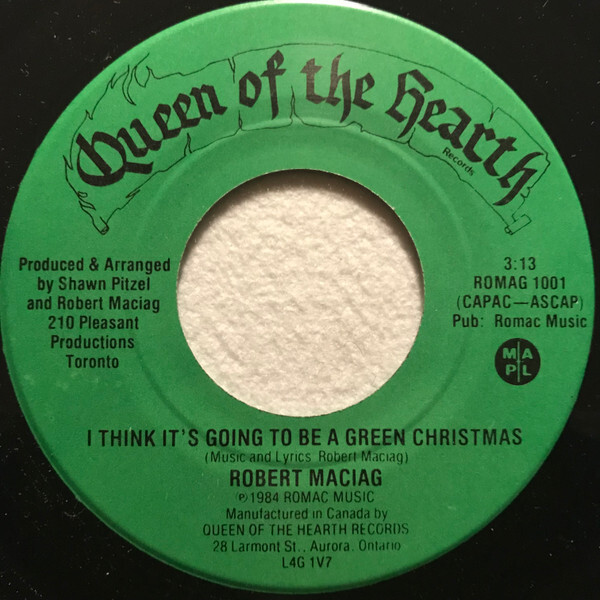 Queen of the Hearth
Records
Produced & Arranged
by Shawn Pitzel
and Robert Maciag
210 Pleasant
Productions
Toronto
3:13
ROMAG 1001
(CAPAC—ASCAP)
Pub: Romac Music
M A
P L
I THINK IT'S GOING TO BE A GREEN CHRISTMAS
(Music and Lyrics Robert Maciag)
ROBERT MACIAG
℗1984 ROMAC MUSIC
Manufactured in Canada by
QUEEN OF THE HEARTH RECORDS
28 Larmont St., Aurora, Ontario
L4G 1V7